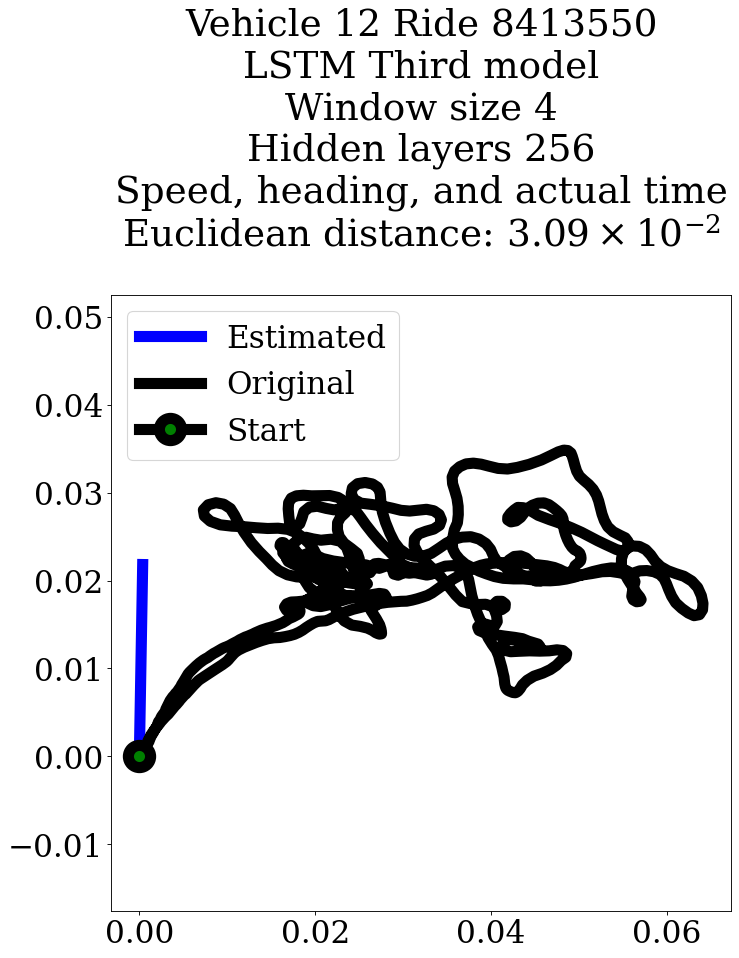 Vehicle 12 Ride 8413550
LSTM Third model
Window size 4
Hidden layers 256
Speed, heading, and actual time
Euclidean distance: 3.09 × 10⁻²
Estimated
Original
Start
0.05
0.04
0.03
0.02
0.01
0.00
−0.01
0.00 0.02 0.04 0.06